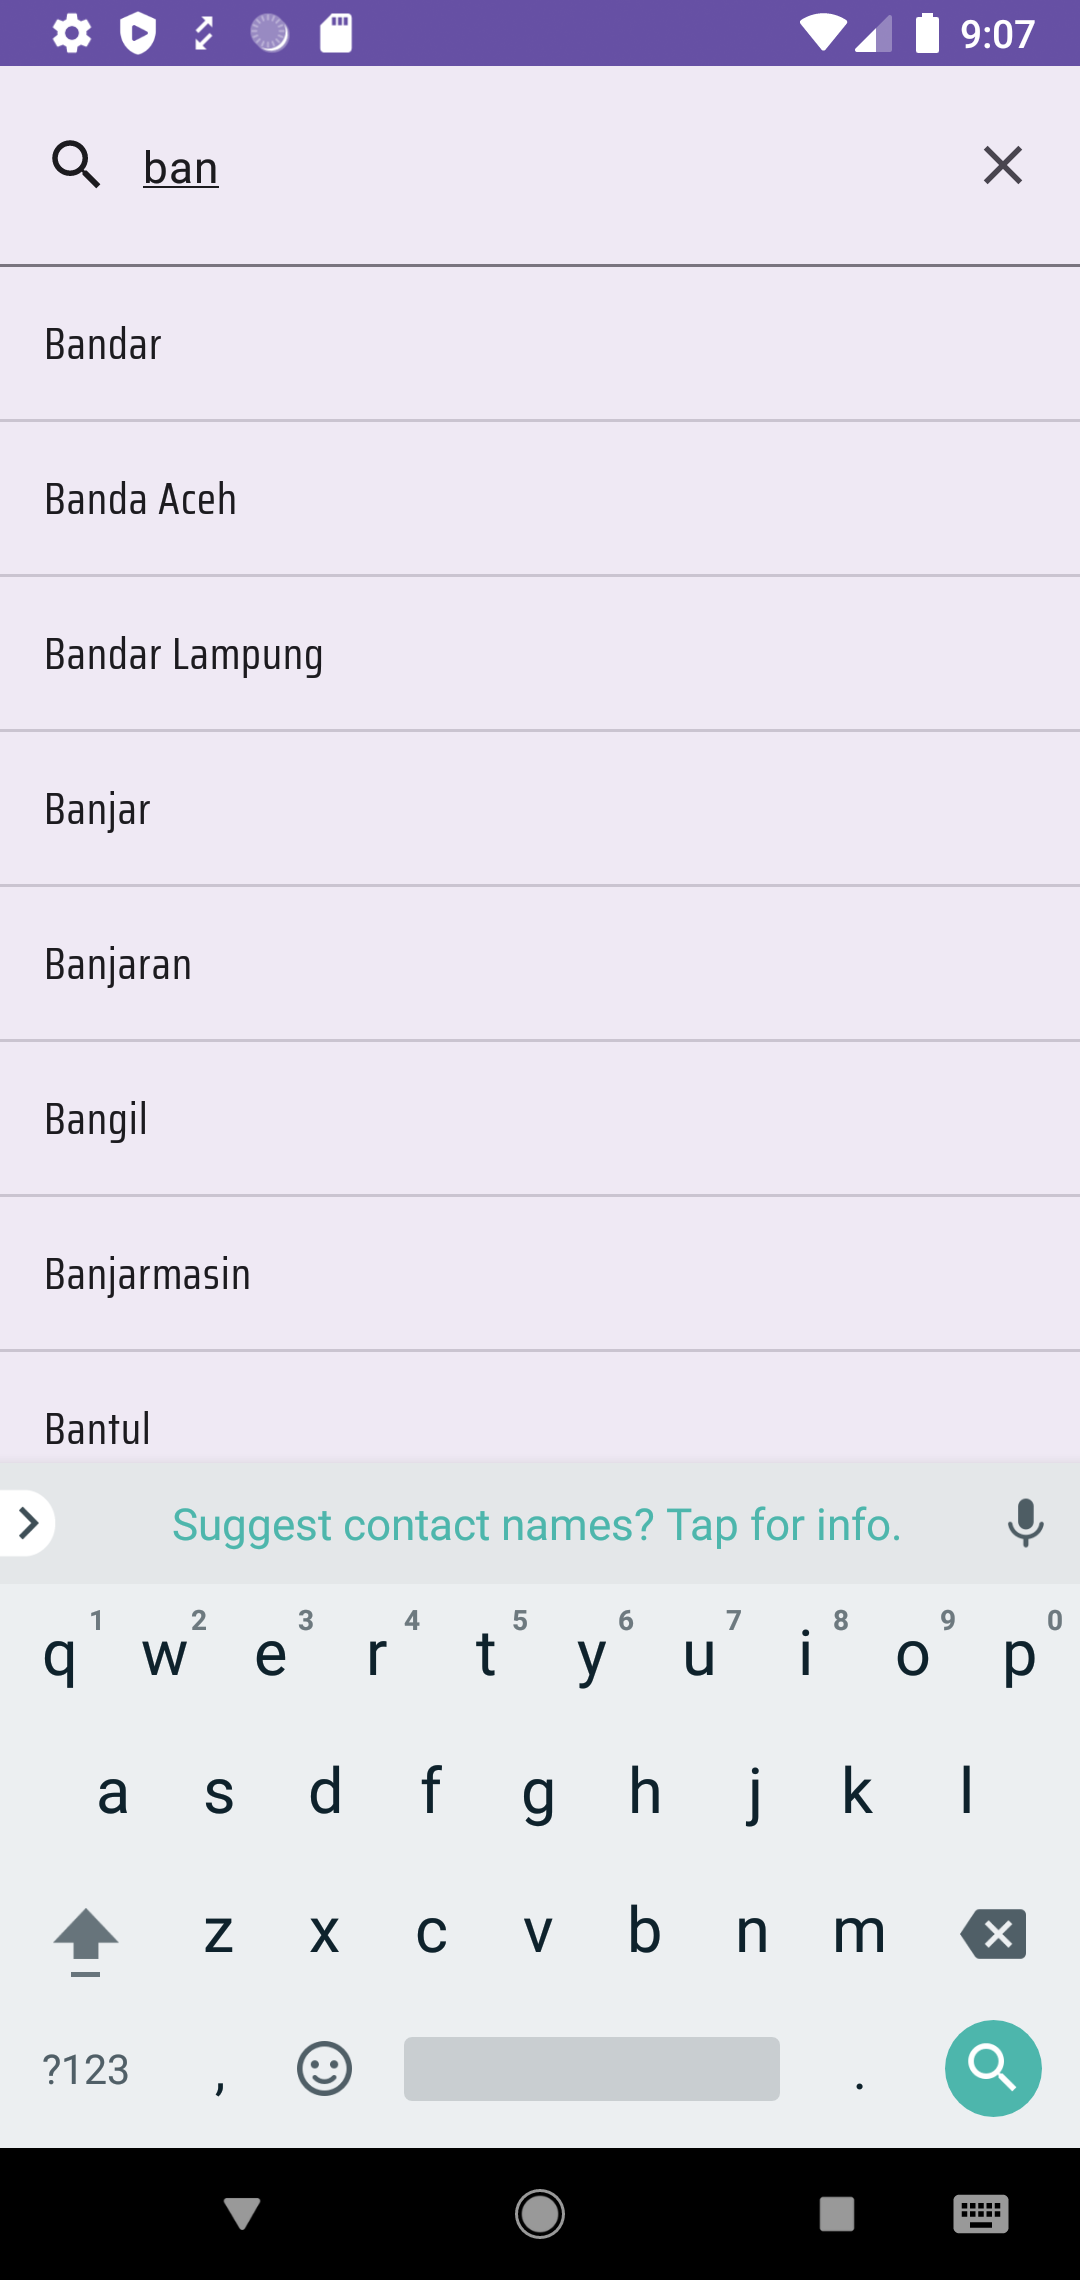 9:07
ban
Bandar
Banda Aceh
Bandar Lampung
Banjar
Banjaran
Bangil
Banjarmasin
Bantul
Suggest contact names? Tap for info.
q 1 w 2 e 3 r 4 t 5 y 6 u 7 i 8 o 9 p 0
a s d f g h j k l
z x c v b n m
?123 , .